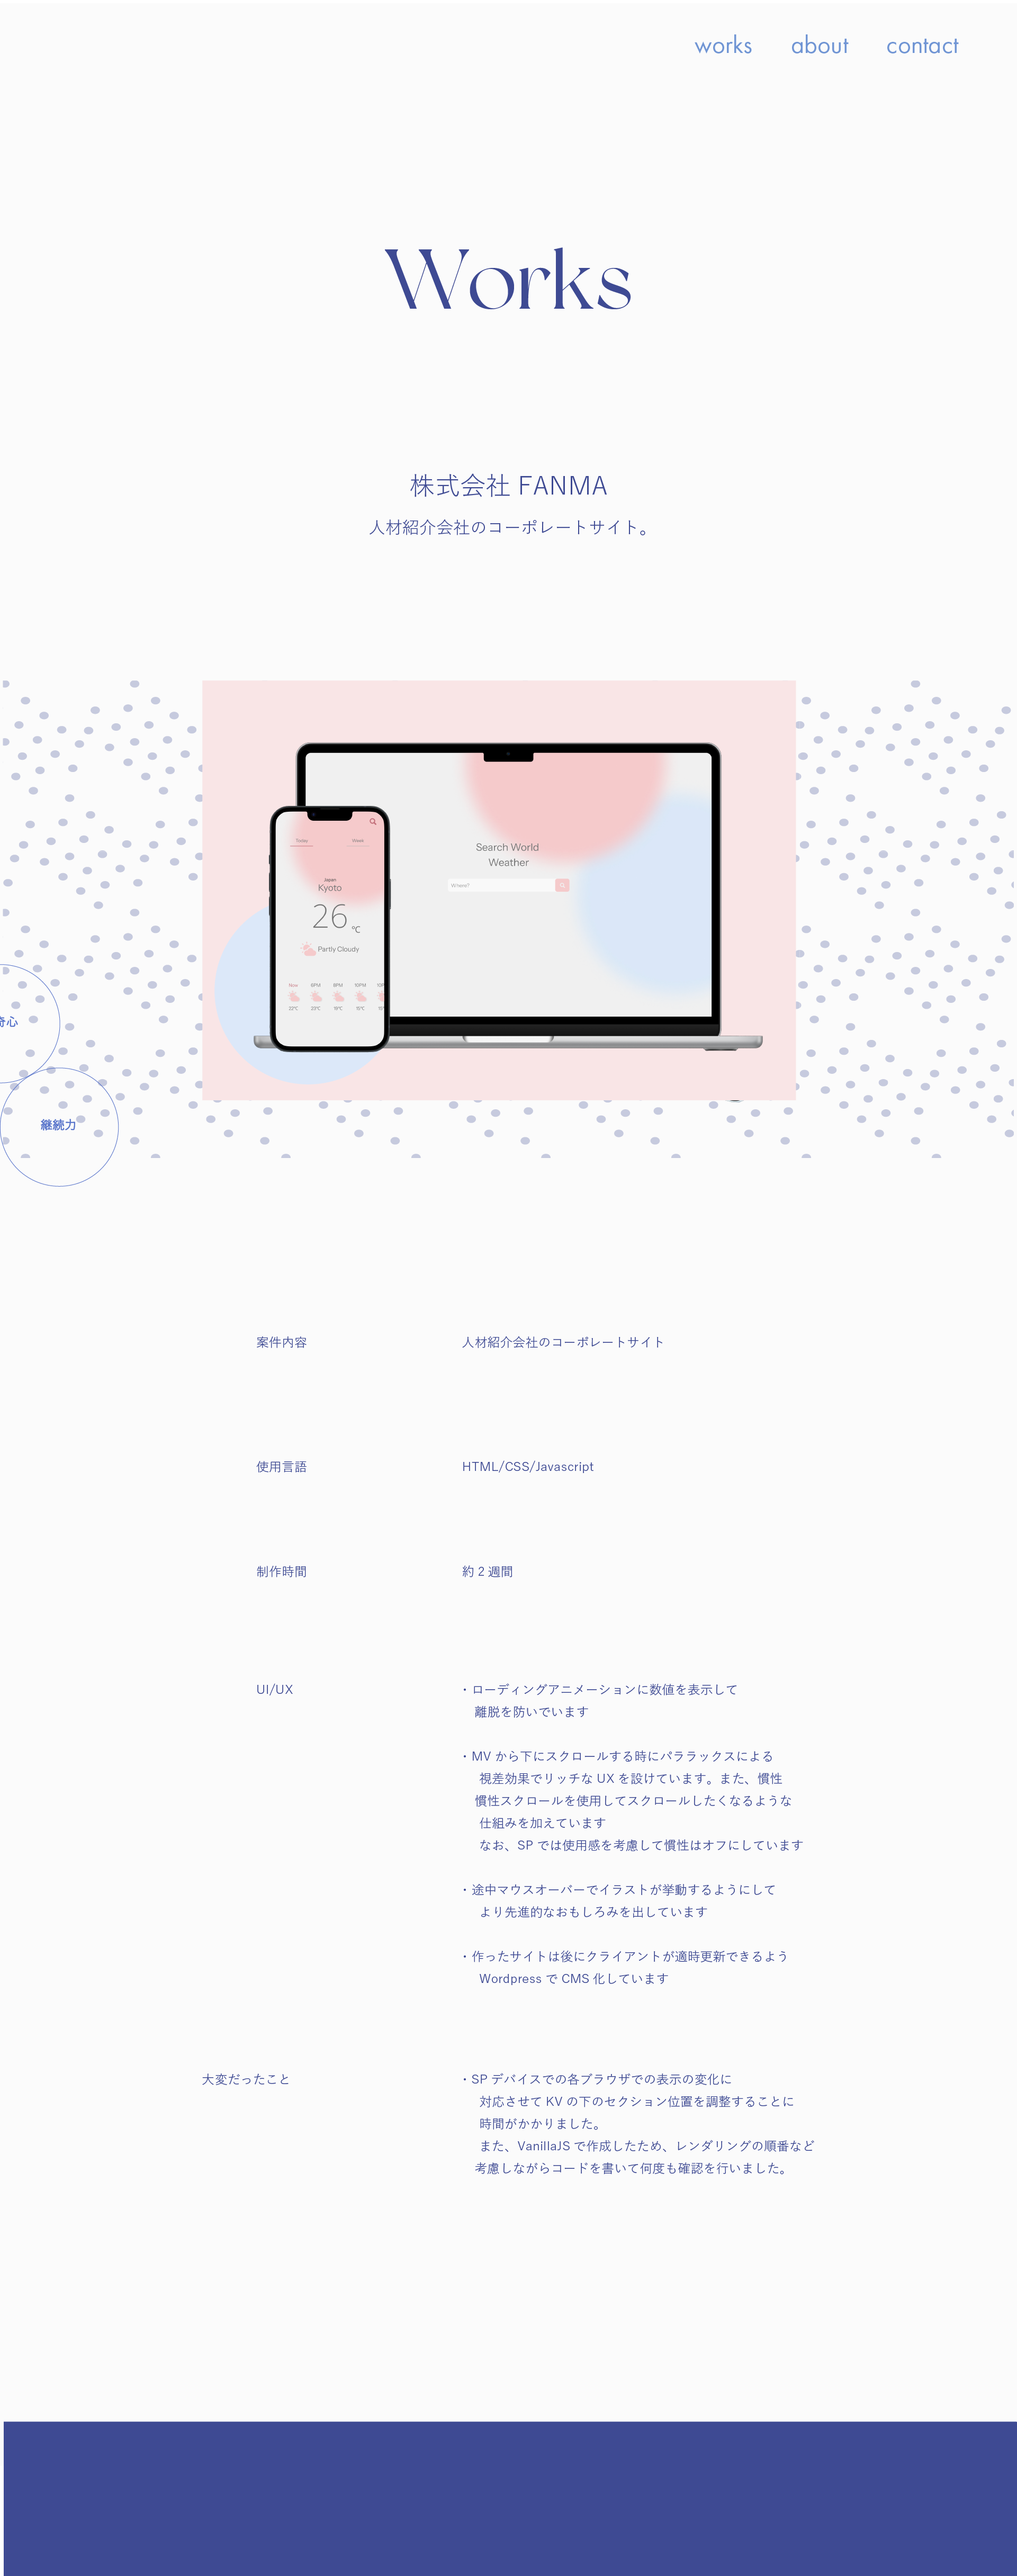 works about contact
Works
株式会社 FANMA
人材紹介会社のコーポレートサイト。
Search World
Weather
Where?
Today Week
Japan
Kyoto
26 ℃
Partly Cloudy
Now 6PM 8PM 10PM
22℃ 20℃ 19℃ 15℃
奇心
継続力
案件内容 人材紹介会社のコーポレートサイト
使用言語 HTML/CSS/Javascript
制作時間 約 2 週間
UI/UX ・ローディングアニメーションに数値を表示して
離脱を防いでいます
・MV から下にスクロールする時にパララックスによる
視差効果でリッチな UX を設けています。また、慣性
慣性スクロールを使用してスクロールしたくなるような
仕組みを加えています
なお、SP では使用感を考慮して慣性はオフにしています
・途中マウスオーバーでイラストが挙動するようにして
より先進的なおもしろみを出しています
・作ったサイトは後にクライアントが適時更新できるよう
Wordpress で CMS 化しています
大変だったこと ・SP デバイスでの各ブラウザでの表示の変化に
対応させて KV の下のセクション位置を調整することに
時間がかかりました。
また、VanillaJS で作成したため、レンダリングの順番など
考慮しながらコードを書いて何度も確認を行いました。